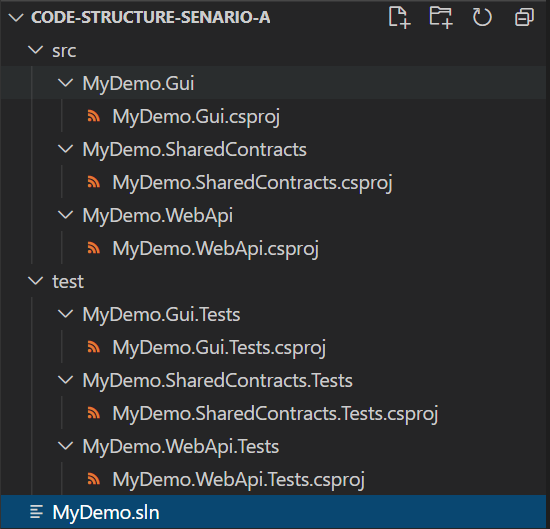 CODE-STRUCTURE-SENARIO-A
src
MyDemo.Gui
MyDemo.Gui.csproj
MyDemo.SharedContracts
MyDemo.SharedContracts.csproj
MyDemo.WebApi
MyDemo.WebApi.csproj
test
MyDemo.Gui.Tests
MyDemo.Gui.Tests.csproj
MyDemo.SharedContracts.Tests
MyDemo.SharedContracts.Tests.csproj
MyDemo.WebApi.Tests
MyDemo.WebApi.Tests.csproj
MyDemo.sln